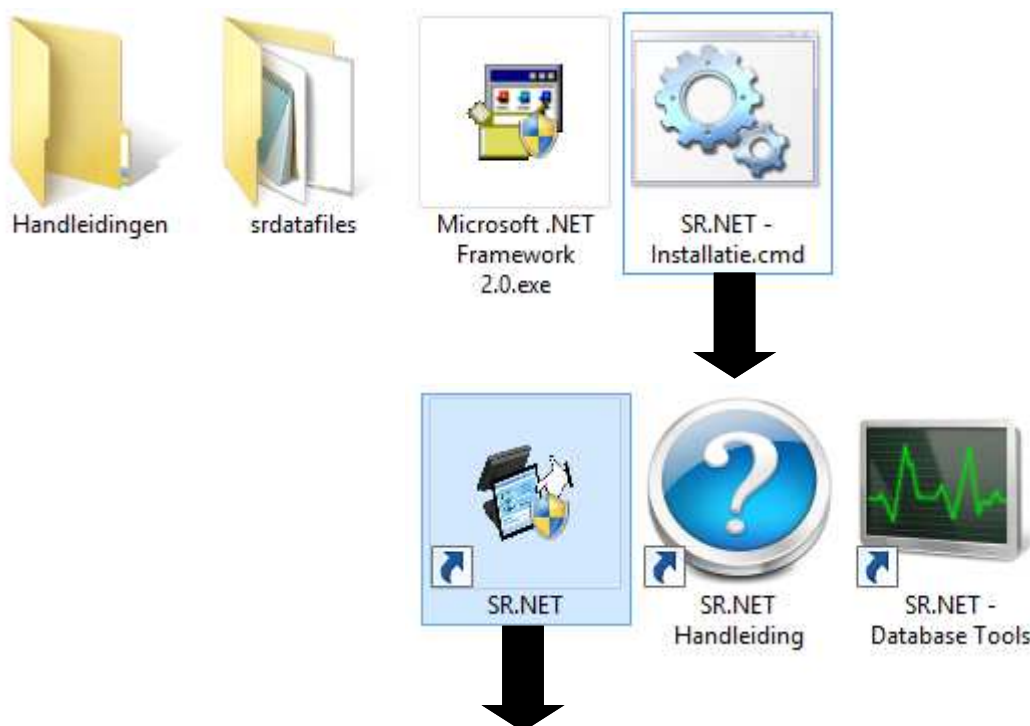 Handleidingen
srdatafiles
Microsoft .NET
Framework
2.0.exe
SR.NET -
Installatie.cmd
SR.NET
SR.NET
Handleiding
SR.NET -
Database Tools